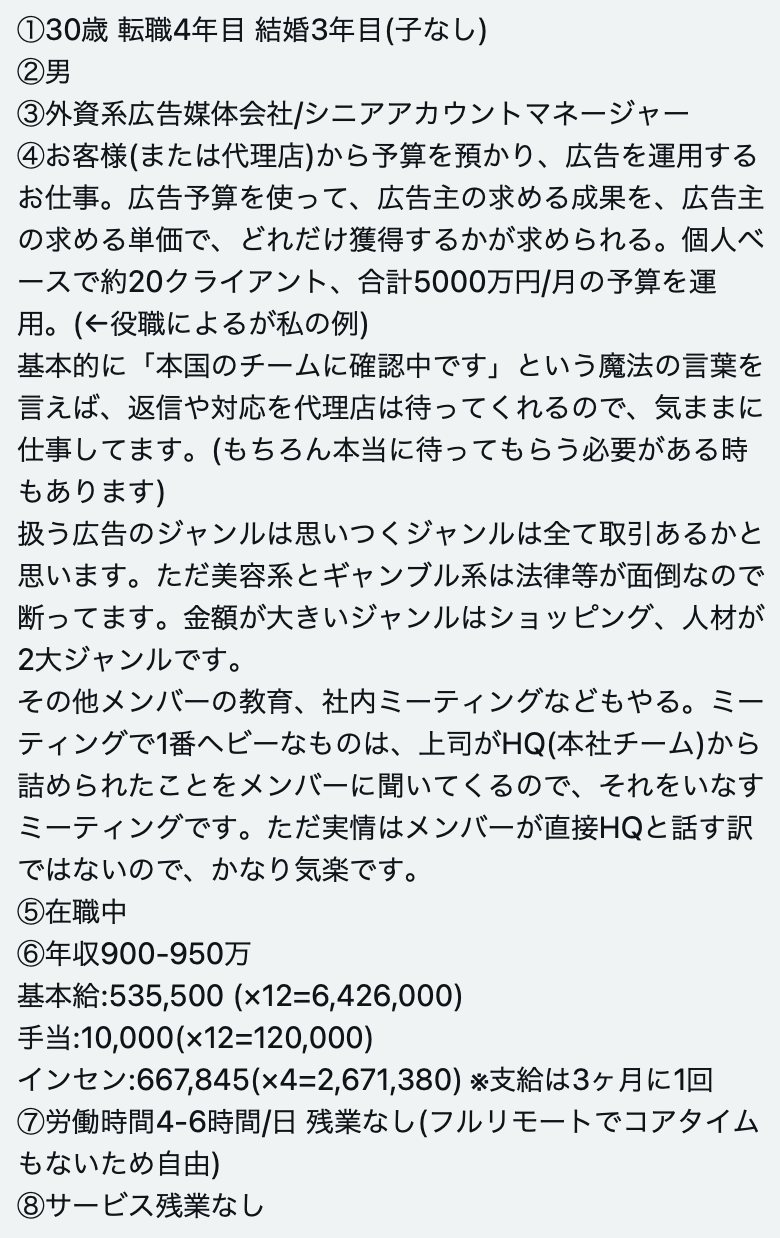 ①30歳 転職4年目 結婚3年目(子なし)
②男
③外資系広告媒体会社/シニアアカウントマネージャー
④お客様(または代理店)から予算を預かり、広告を運用する
お仕事。広告予算を使って、広告主の求める成果を、広告主
の求める単価で、どれだけ獲得するかが求められる。個人ベ
ースで約20クライアント、合計5000万円/月の予算を運
用。(←役職によるが私の例)
基本的に「本国のチームに確認中です」という魔法の言葉を
言えば、返信や対応を代理店は待ってくれるので、気ままに
仕事してます。(もちろん本当に待ってもらう必要がある時
もあります)
扱う広告のジャンルは思いつくジャンルは全て取引あるかと
思います。ただ美容系とギャンブル系は法律等が面倒なので
断ってます。金額が大きいジャンルはショッピング、人材が
2大ジャンルです。
その他メンバーの教育、社内ミーティングなどもやる。ミー
ティングで1番ヘビーなものは、上司がHQ(本社チーム)から
詰められたことをメンバーに聞いてくるので、それをいなす
ミーティングです。ただ実情はメンバーが直接HQと話す訳
ではないので、かなり気楽です。
⑤在職中
⑥年収900-950万
基本給:535,500 (×12=6,426,000)
手当:10,000(×12=120,000)
インセン:667,845(×4=2,671,380) ※支給は3ヶ月に1回
⑦労働時間4-6時間/日 残業なし(フルリモートでコアタイム
もないため自由)
⑧サービス残業なし